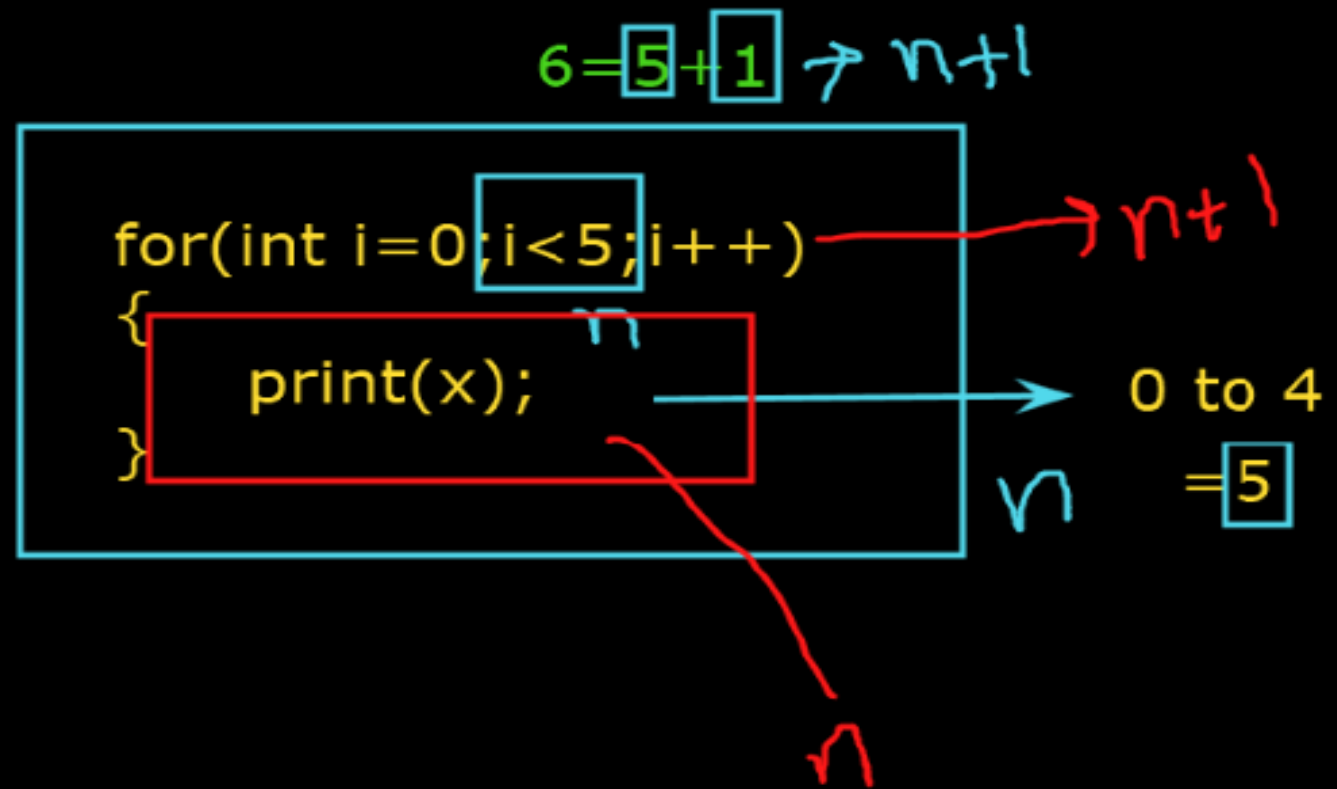 6=5+1 → n+1
for(int i=0;i<5;i++) → n+1
{
n
print(x); → 0 to 4
}
n =5
n